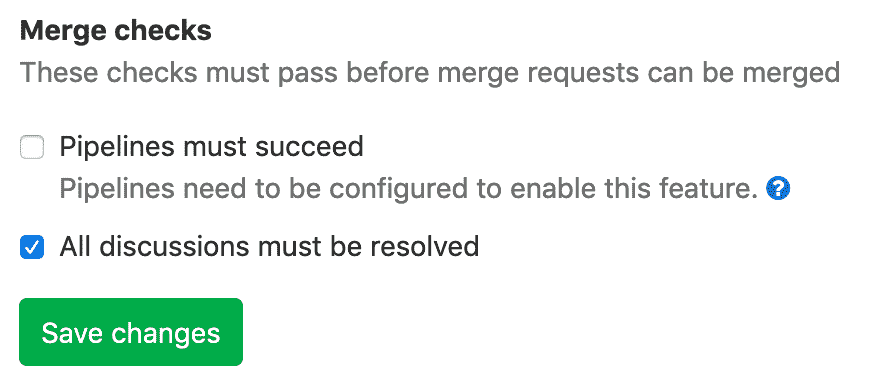 Merge checks
These checks must pass before merge requests can be merged
Pipelines must succeed
Pipelines need to be configured to enable this feature. ?
All discussions must be resolved
Save changes